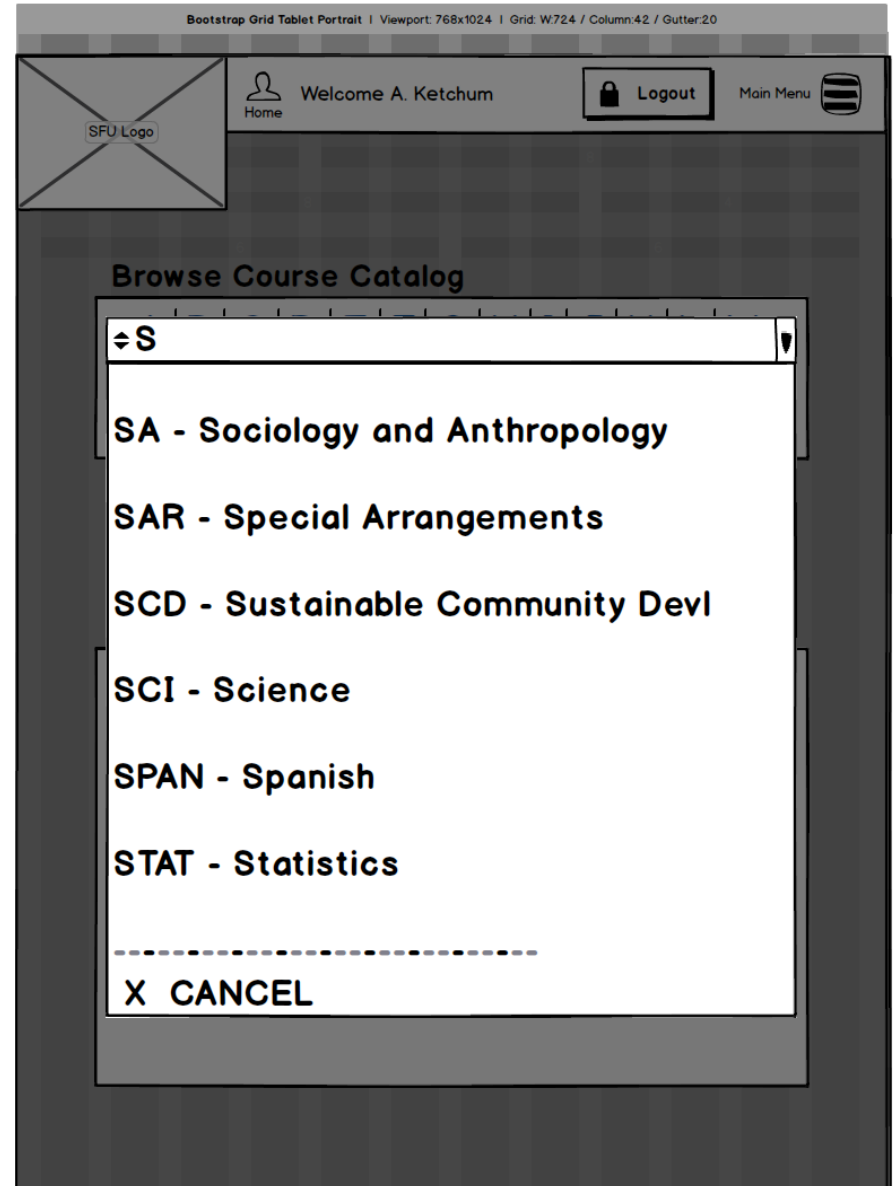 Bootstrap Grid Tablet Portrait | Viewport: 768x1024 | Grid: W:724 / Column:42 / Gutter:20
SFU Logo
Home
Welcome A. Ketchum
Logout
Main Menu
Browse Course Catalog
S
SA - Sociology and Anthropology
SAR - Special Arrangements
SCD - Sustainable Community Devl
SCI - Science
SPAN - Spanish
STAT - Statistics
X CANCEL